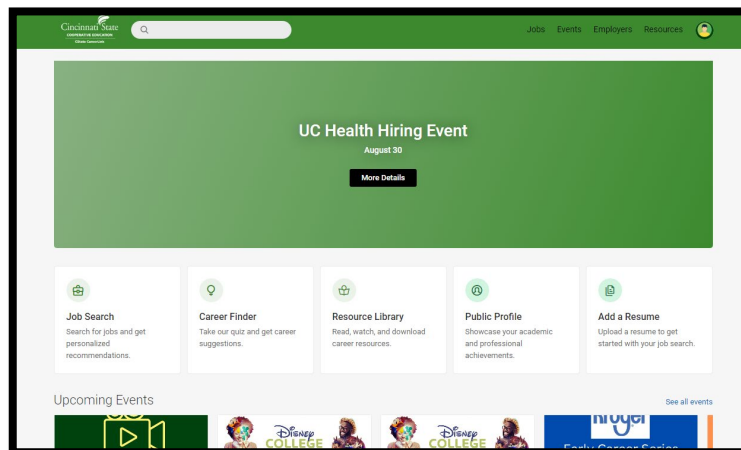 Cincinnati State
COOPERATIVE EDUCATION
Jobs Events Employers Resources
UC Health Hiring Event
August 30
More Details
Job Search
Search for jobs and get
personalized
recommendations.
Career Finder
Take our quiz and get career
suggestions.
Resource Library
Read, watch, and download
career resources.
Public Profile
Showcase your academic
and professional
achievements.
Add a Resume
Upload a resume to get
started with your job search.
Upcoming Events
See all events
Disney
COLLEGE
Disney
COLLEGE
Kroger
Early Career Series